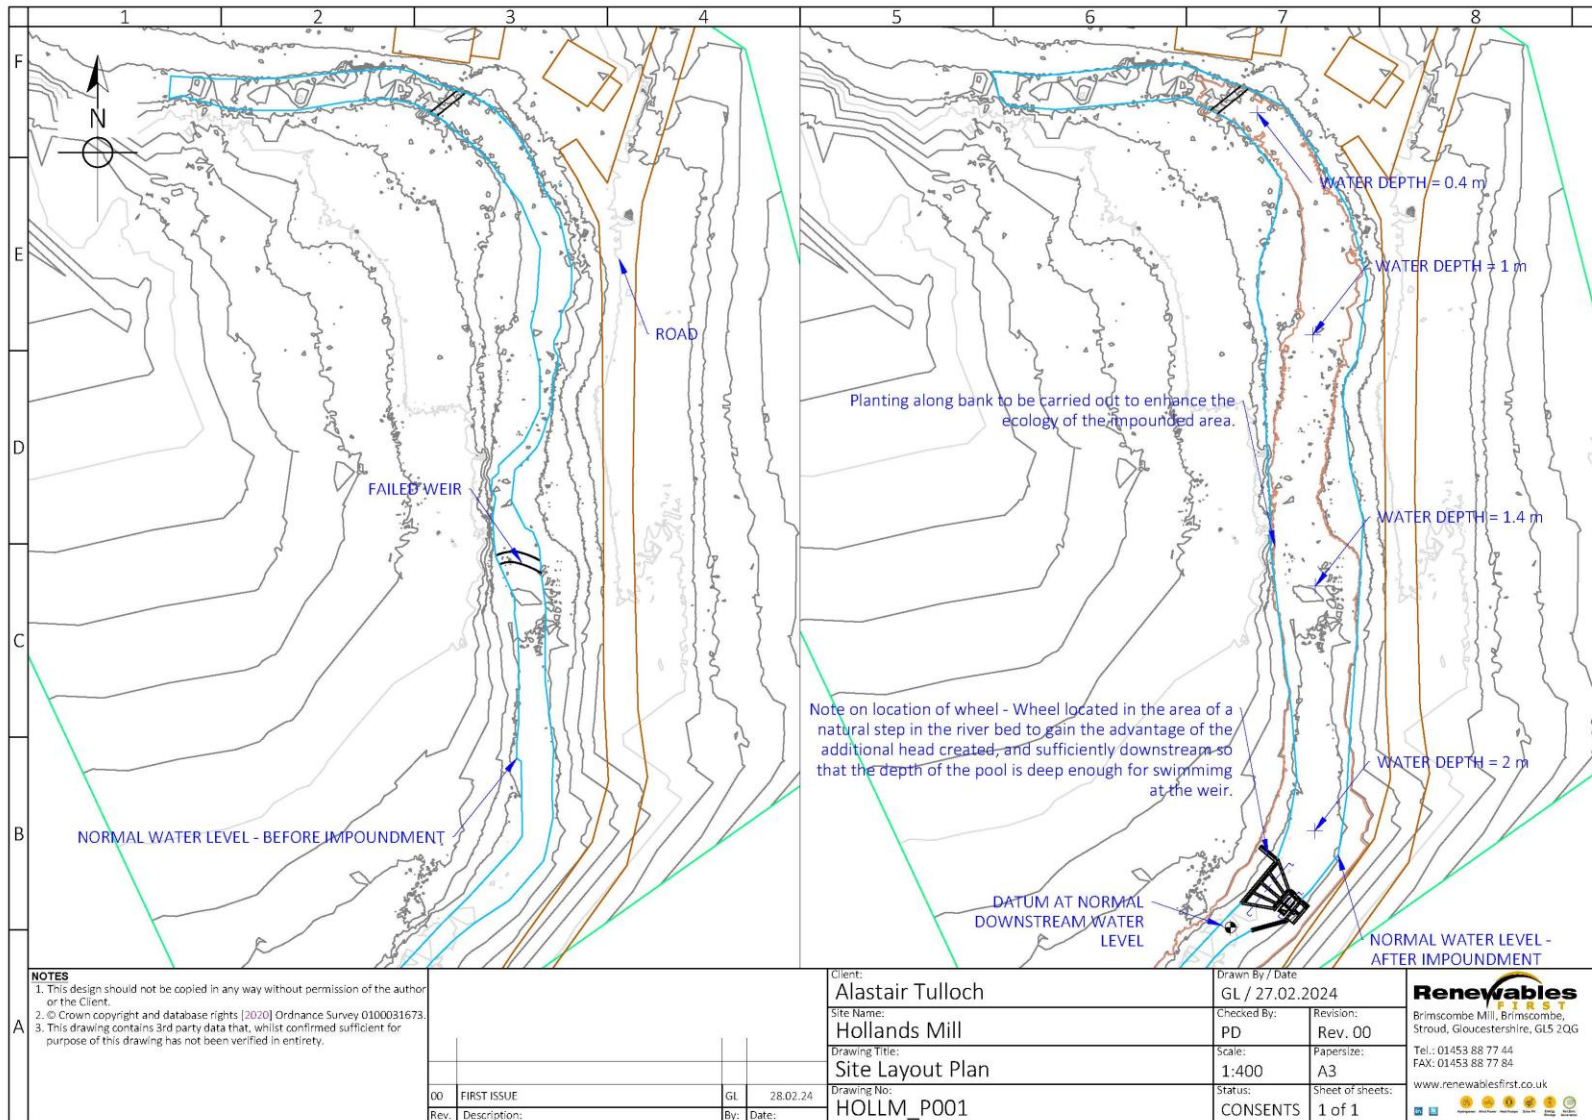 1 2 3 4 5 6 7 8
F
E
D
C
B
A
N
ROAD
FAILED WEIR
NORMAL WATER LEVEL - BEFORE IMPOUNDMENT
WATER DEPTH = 0.4 m
WATER DEPTH = 1 m
Planting along bank to be carried out to enhance the
ecology of the impounded area.
WATER DEPTH = 1.4 m
Note on location of wheel - Wheel located in the area of a
natural step in the river bed to gain the advantage of the
additional head created, and sufficiently downstream so
that the depth of the pool is deep enough for swimmimg
at the weir.
WATER DEPTH = 2 m
DATUM AT NORMAL
DOWNSTREAM WATER
LEVEL
NORMAL WATER LEVEL -
AFTER IMPOUNDMENT
NOTES
1. This design should not be copied in any way without permission of the author
or the Client.
2. © Crown copyright and database rights [2020] Ordnance Survey 0100031673.
3. This drawing contains 3rd party data that, whilst confirmed sufficient for
purpose of this drawing has not been verified in entirety.
00 FIRST ISSUE GL 28.02.24
Rev. Description: By: Date:
Client:
Alastair Tulloch
Site Name:
Hollands Mill
Drawing Title:
Site Layout Plan
Drawing No:
HOLLM_P001
Drawn By / Date
GL / 27.02.2024
Checked By:
PD
Revision:
Rev. 00
Scale:
1:400
Papersize:
A3
Status:
CONSENTS
Sheet of sheets:
1 of 1
Renewables
FIRST
Brimscombe Mill, Brimscombe,
Stroud, Gloucestershire, GL5 2QG
Tel.: 01453 88 77 44
FAX: 01453 88 77 84
www.renewablesfirst.co.uk